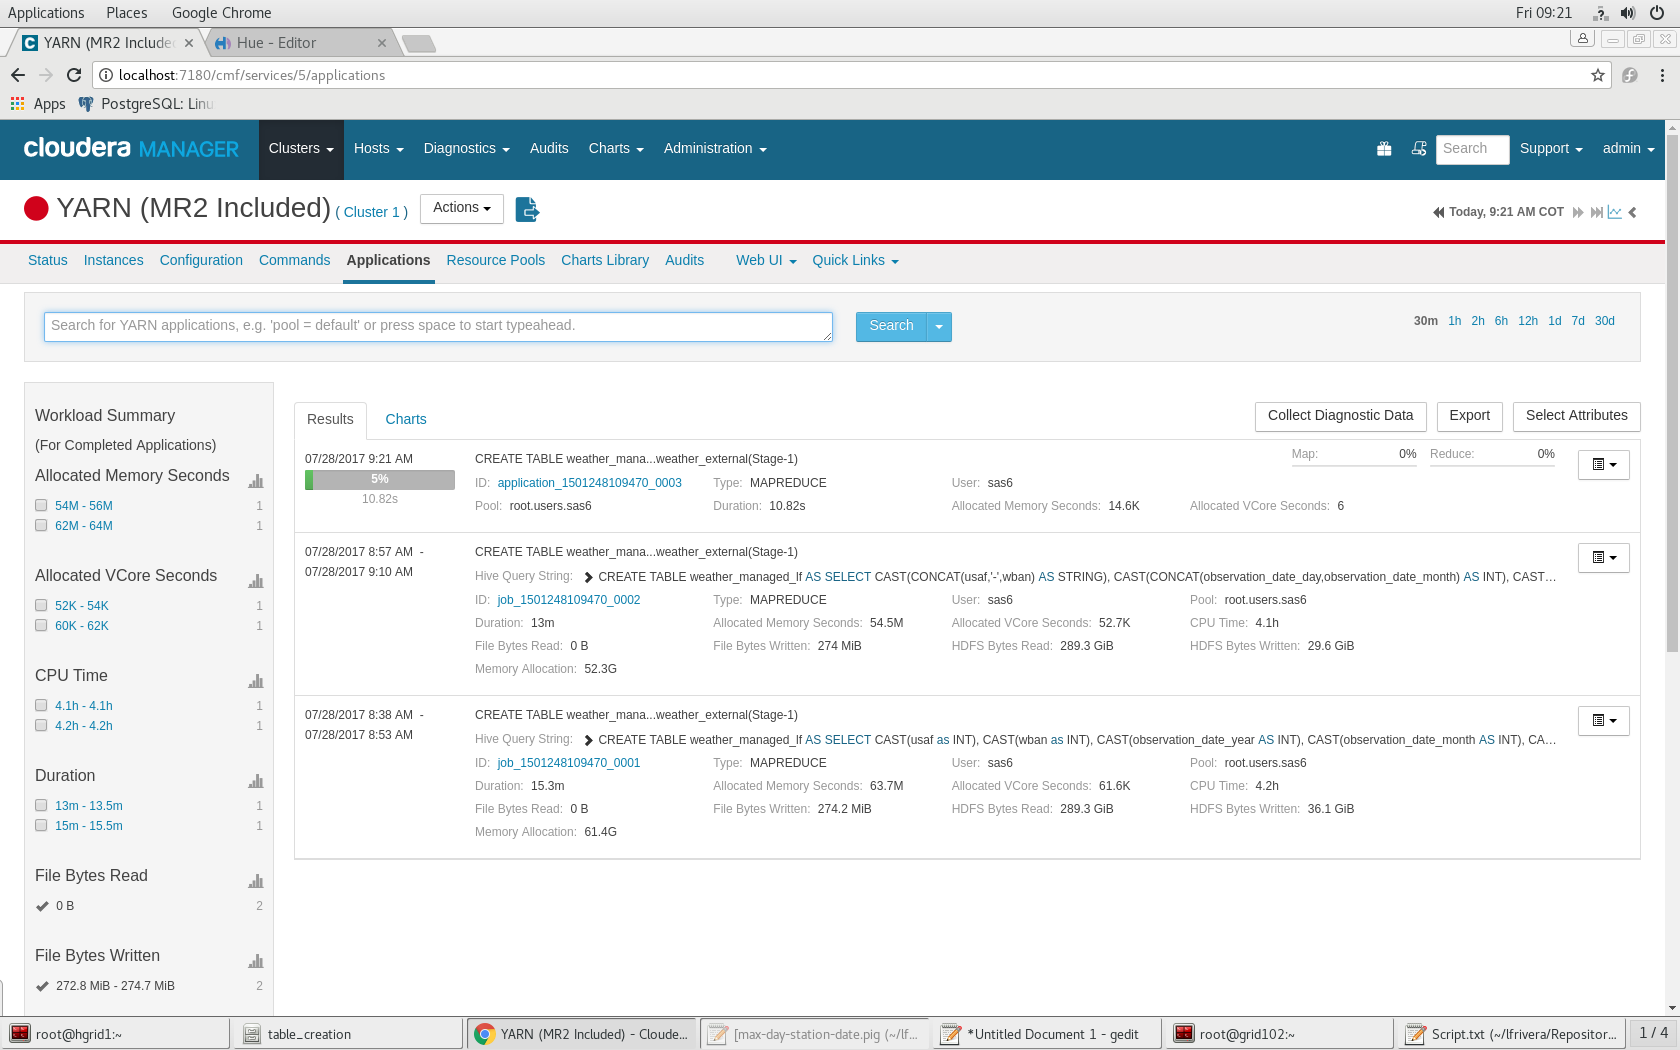 Applications Places Google Chrome Fri 09:21
YARN (MR2 Include Hue - Editor
localhost:7180/cmf/services/5/applications
Apps PostgreSQL: Linu
cloudera MANAGER Clusters Hosts Diagnostics Audits Charts Administration Search Support admin
YARN (MR2 Included) ( Cluster 1 ) Actions Today, 9:21 AM COT
Status Instances Configuration Commands Applications Resource Pools Charts Library Audits Web UI Quick Links
Search for YARN applications, e.g. 'pool = default' or press space to start typeahead. Search 30m 1h 2h 6h 12h 1d 7d 30d
Workload Summary
(For Completed Applications)
Allocated Memory Seconds
54M - 56M 1
62M - 64M 1
Allocated VCore Seconds
52K - 54K 1
60K - 62K 1
CPU Time
4.1h - 4.1h 1
4.2h - 4.2h 1
Duration
13m - 13.5m 1
15m - 15.5m 1
File Bytes Read
0 B 2
File Bytes Written
272.8 MiB - 274.7 MiB 2
Results Charts Collect Diagnostic Data Export Select Attributes
07/28/2017 9:21 AM CREATE TABLE weather_mana...weather_external(Stage-1) Map: 0% Reduce: 0%
5%
ID: application_1501248109470_0003 Type: MAPREDUCE User: sas6
10.82s
Pool: root.users.sas6 Duration: 10.82s Allocated Memory Seconds: 14.6K Allocated VCore Seconds: 6
07/28/2017 8:57 AM - CREATE TABLE weather_mana...weather_external(Stage-1)
07/28/2017 9:10 AM
Hive Query String: CREATE TABLE weather_managed_lf AS SELECT CAST(CONCAT(usaf,'-',wban) AS STRING), CAST(CONCAT(observation_date_day,observation_date_month) AS INT), CAST…
ID: job_1501248109470_0002 Type: MAPREDUCE User: sas6 Pool: root.users.sas6
Duration: 13m Allocated Memory Seconds: 54.5M Allocated VCore Seconds: 52.7K CPU Time: 4.1h
File Bytes Read: 0 B File Bytes Written: 274 MiB HDFS Bytes Read: 289.3 GiB HDFS Bytes Written: 29.6 GiB
Memory Allocation: 52.3G
07/28/2017 8:38 AM - CREATE TABLE weather_mana...weather_external(Stage-1)
07/28/2017 8:53 AM
Hive Query String: CREATE TABLE weather_managed_lf AS SELECT CAST(usaf as INT), CAST(wban as INT), CAST(observation_date_year AS INT), CAST(observation_date_month AS INT), CA…
ID: job_1501248109470_0001 Type: MAPREDUCE User: sas6 Pool: root.users.sas6
Duration: 15.3m Allocated Memory Seconds: 63.7M Allocated VCore Seconds: 61.6K CPU Time: 4.2h
File Bytes Read: 0 B File Bytes Written: 274.2 MiB HDFS Bytes Read: 289.3 GiB HDFS Bytes Written: 36.1 GiB
Memory Allocation: 61.4G
root@hgrid1:~ table_creation YARN (MR2 Included) - Cloude... [max-day-station-date.pig (~/lf... *Untitled Document 1 - gedit root@grid102:~ Script.txt (~/lfrivera/Repositor... 1 / 4